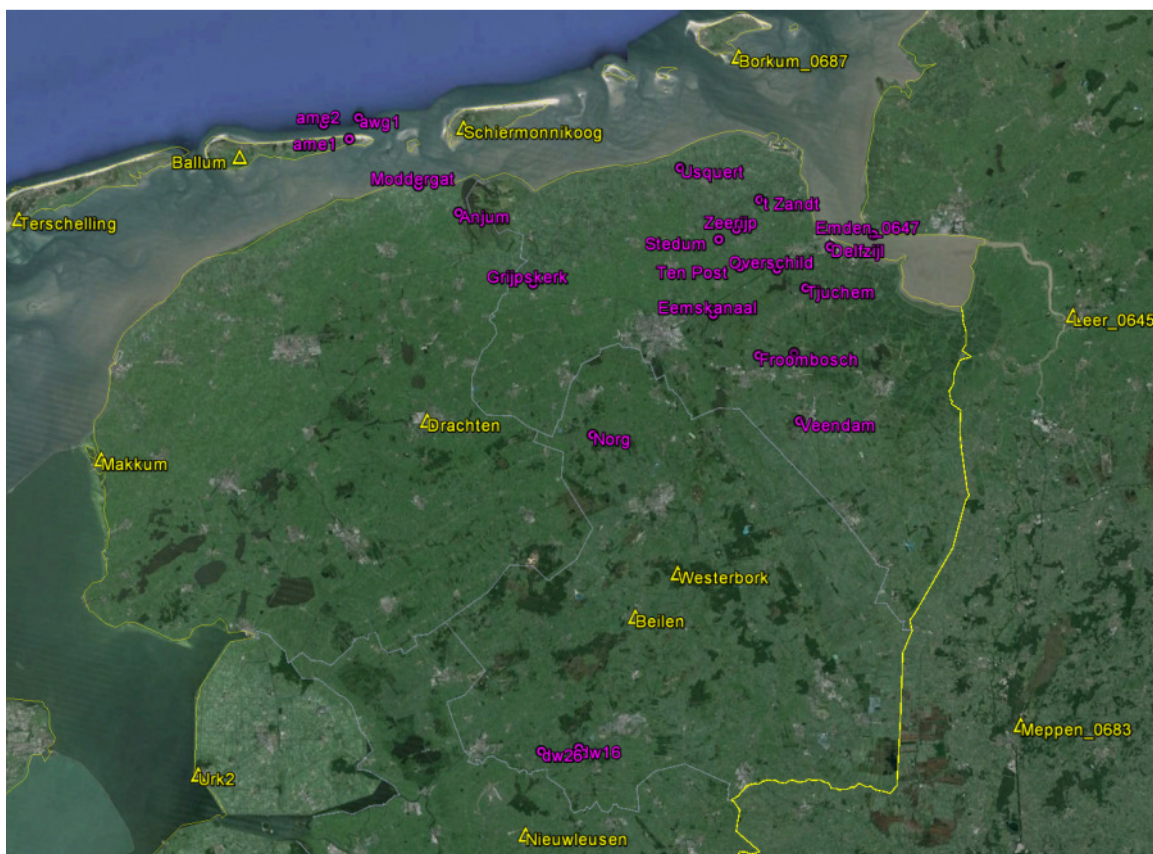 Borkum_0687
ame2
awg1
Schiermonnikoog
ame1
Ballum
Usquert
Moddergat
't Zandt
Anjum
Terschelling
Zeerijp
Emden_0647
Stedum
Delfzijl
Overschild
Ten Post
Grijpskerk
Tjuchem
Eemskanaal
Leer_0645
Froombosch
Drachten
Veendam
Norg
Makkum
Westerbork
Beilen
Meppen_0683
dw26
dw16
Urk2
Nieuwleusen